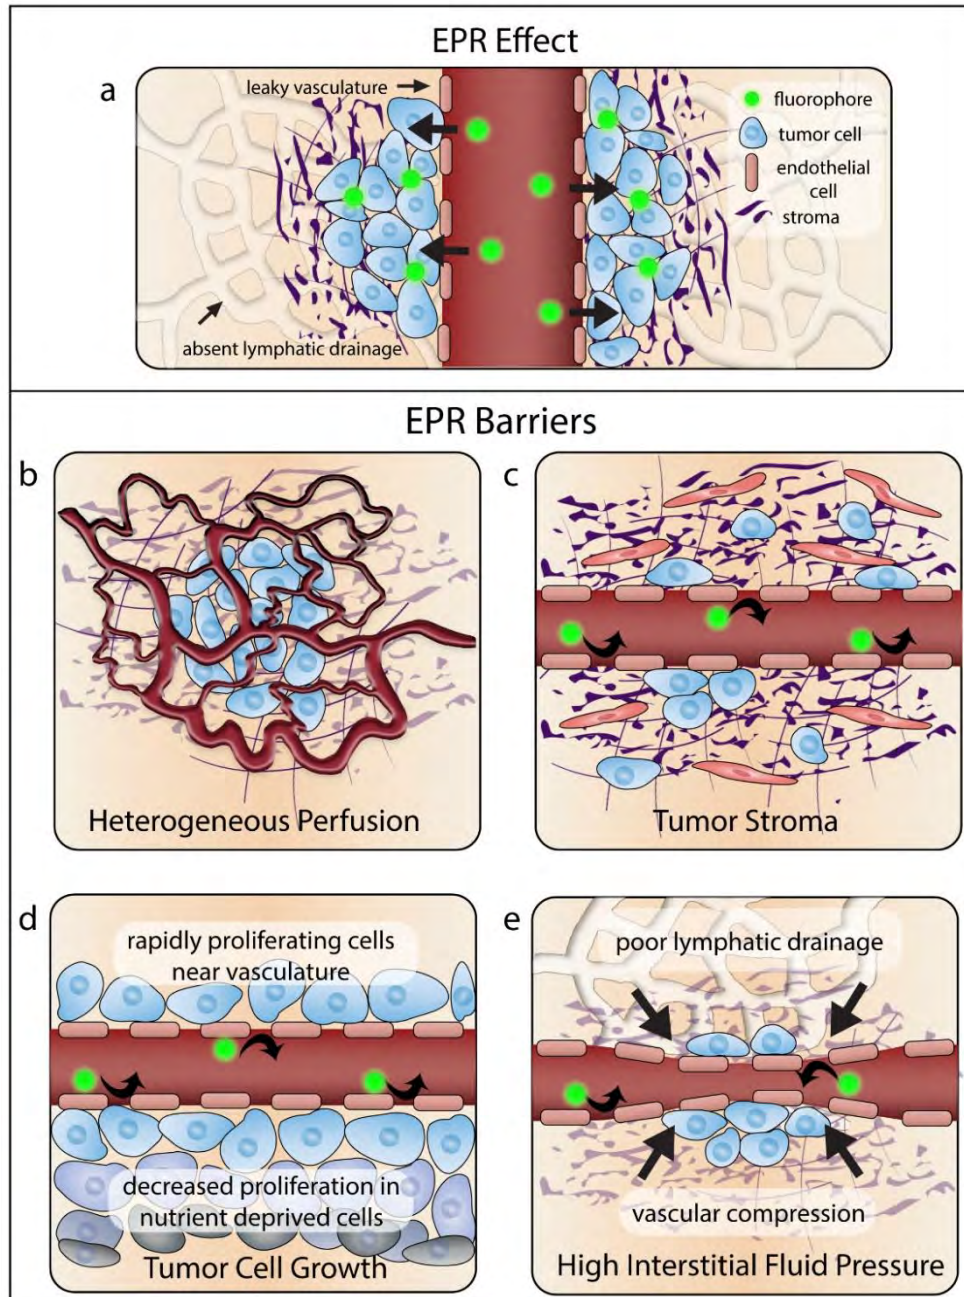 EPR Effect
a
leaky vasculature
fluorophore
tumor cell
endothelial
cell
stroma
absent lymphatic drainage
EPR Barriers
b
Heterogeneous Perfusion
c
Tumor Stroma
d
rapidly proliferating cells
near vasculature
decreased proliferation in
nutrient deprived cells
Tumor Cell Growth
e
poor lymphatic drainage
vascular compression
High Interstitial Fluid Pressure